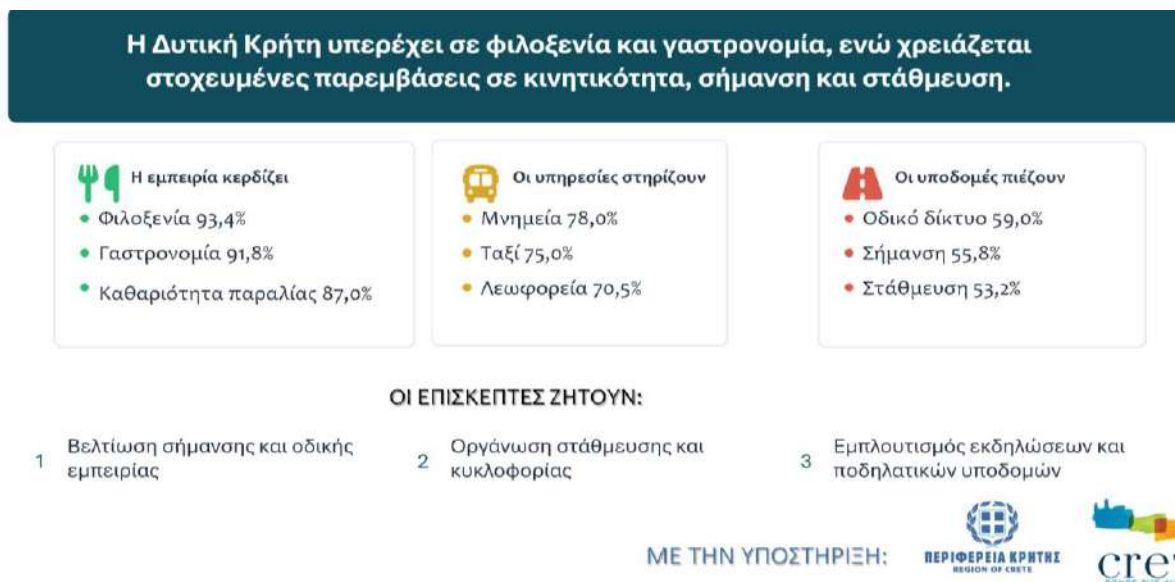 Η Δυτική Κρήτη υπερέχει σε φιλοξενία και γαστρονομία, ενώ χρειάζεται
στοχευμένες παρεμβάσεις σε κινητικότητα, σήμανση και στάθμευση.
Η εμπειρία κερδίζει
• Φιλοξενία 93,4%
• Γαστρονομία 91,8%
• Καθαριότητα παραλίας 87,0%
Οι υπηρεσίες στηρίζουν
• Μνημεία 78,0%
• Ταξί 75,0%
• Λεωφορεία 70,5%
Οι υποδομές πιέζουν
• Οδικό δίκτυο 59,0%
• Σήμανση 55,8%
• Στάθμευση 53,2%
ΟΙ ΕΠΙΣΚΕΠΤΕΣ ΖΗΤΟΥΝ:
1 Βελτίωση σήμανσης και οδικής
εμπειρίας
2 Οργάνωση στάθμευσης και
κυκλοφορίας
3 Εμπλουτισμός εκδηλώσεων και
ποδηλατικών υποδομών
ΜΕ ΤΗΝ ΥΠΟΣΤΗΡΙΞΗ:
ΠΕΡΙΦΕΡΕΙΑ ΚΡΗΤΗΣ
REGION OF CRETE